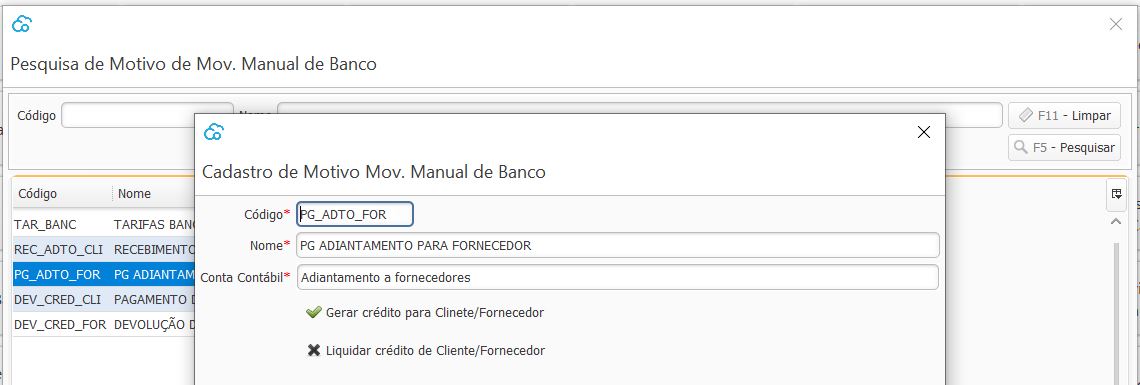 Pesquisa de Motivo de Mov. Manual de Banco
Código
F11 - Limpar
F5 - Pesquisar
Código Nome
TAR_BANC TARIFAS BANC
REC_ADTO_CLI RECEBIMENTO
PG_ADTO_FOR PG ADIANTAM
DEV_CRED_CLI PAGAMENTO D
DEV_CRED_FOR DEVOLUÇÃO D
Cadastro de Motivo Mov. Manual de Banco
Código* PG_ADTO_FOR
Nome* PG ADIANTAMENTO PARA FORNECEDOR
Conta Contábil* Adiantamento a fornecedores
Gerar crédito para Clinete/Fornecedor
Liquidar crédito de Cliente/Fornecedor